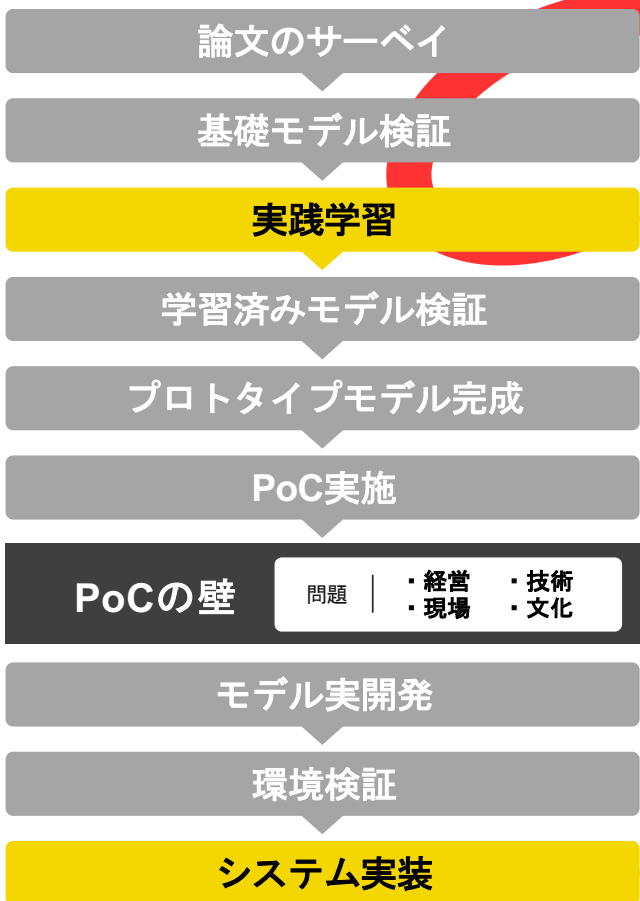 論文のサーベイ
基礎モデル検証
実践学習
学習済みモデル検証
プロトタイプモデル完成
PoC実施
PoCの壁
問題
・経営 ・技術
・現場 ・文化
モデル実開発
環境検証
システム実装